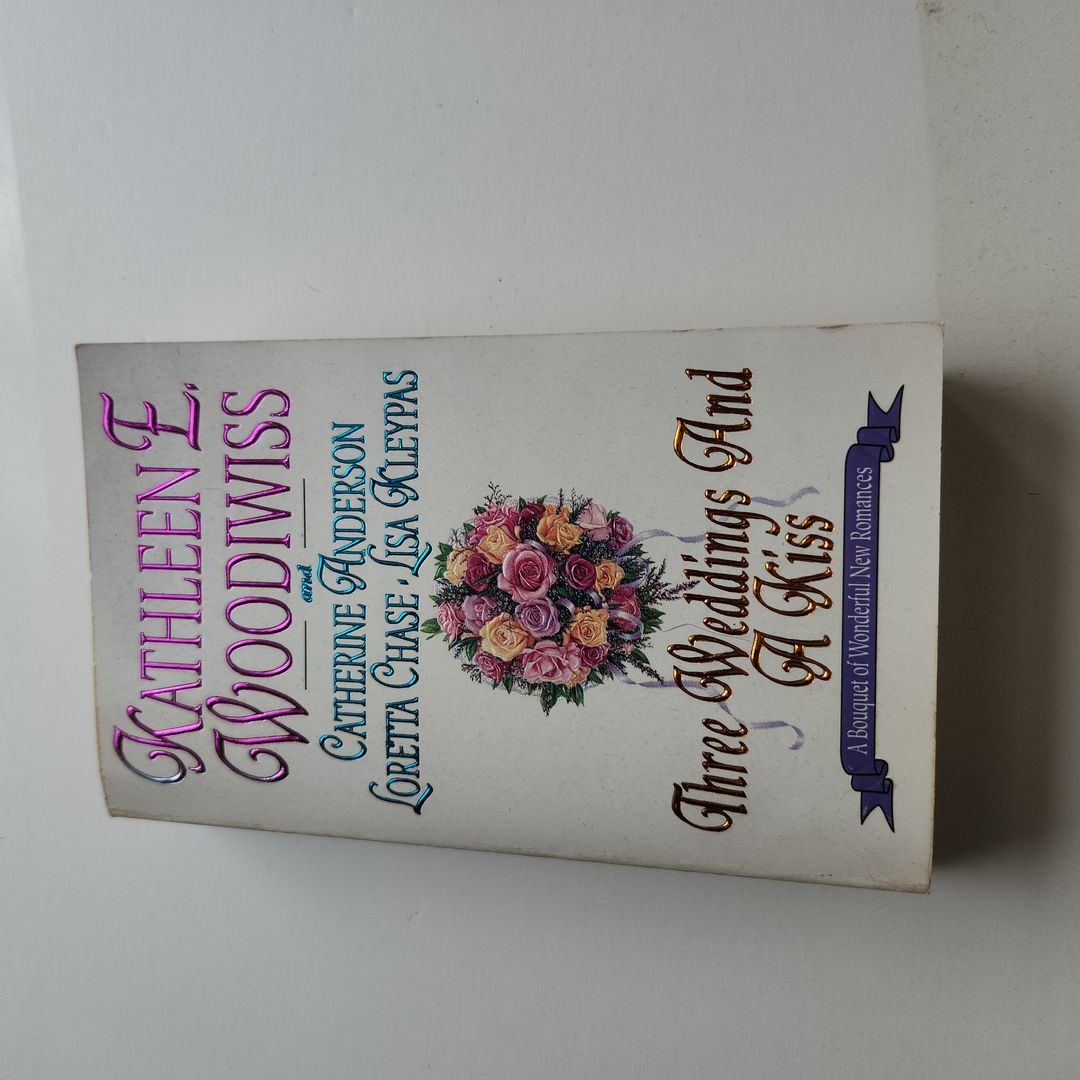 KATHLEEN E.
WOODIWISS
and
CATHERINE ANDERSON
LORETTA CHASE • LISA KLEYPAS
Three Weddings And
A Kiss
A Bouquet of Wonderful New Romances